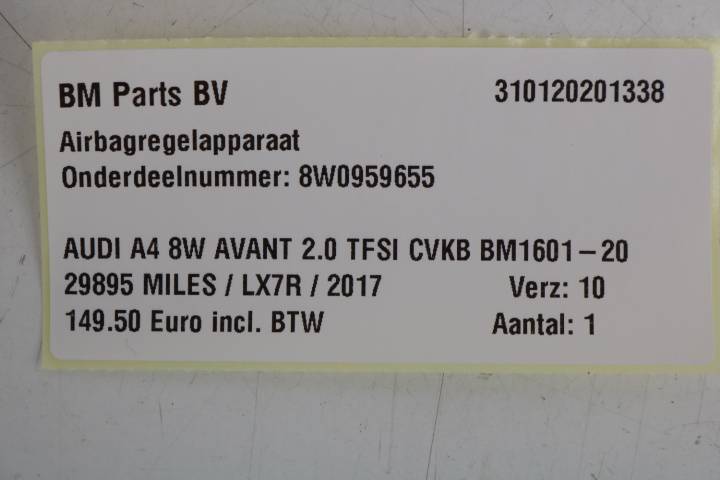 BM Parts BV 310120201338
Airbagregelapparaat
Onderdeelnummer: 8W0959655
AUDI A4 8W AVANT 2.0 TFSI CVKB BM1601-20
29895 MILES / LX7R / 2017 Verz: 10
149.50 Euro incl. BTW Aantal: 1